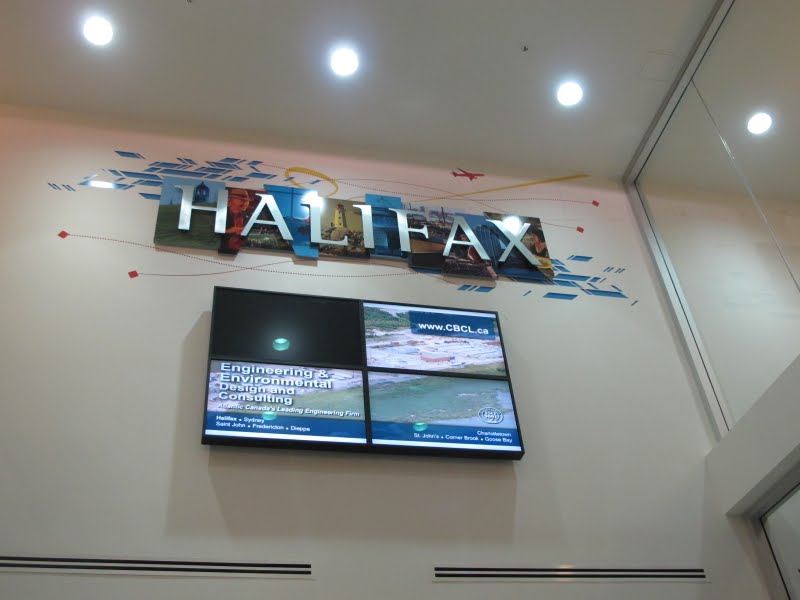 HALIFAX
www.CBCL.ca
Engineering &
Environmental
Design and
Consulting
Atlantic Canada's Leading Engineering Firm
Halifax • Sydney
Saint John • Fredericton • Dieppe
Charlottetown
St. John's • Corner Brook • Goose Bay